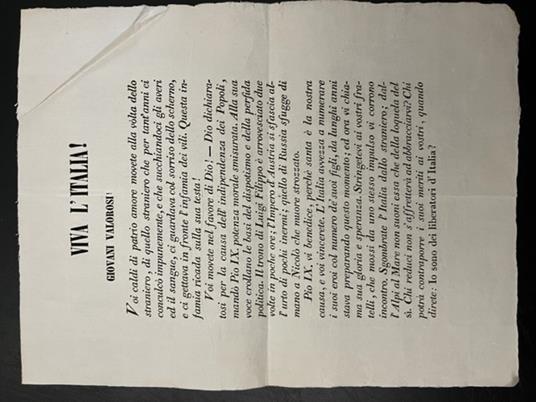 VIVA L'ITALIA!
GIOVANI VALOROSI!
Voi caldi di patrio amore movete alla volta dello
straniero, di quello straniero che per tant'anni ci
conculcò impunemente, e che succhiandoci gli averi
ed il sangue, ci guardava col sorriso dello scherno,
e ci gettava in fronte l'infamia dei vili. Questa in-
famia ricada sulla sua testa!
Voi movete nel favore di Dio! — Dio dichiara-
tosi per la causa dell'indipendenza dei Popoli,
mandò Pio IX, potenza morale smisurata. Alla sua
voce crollano le basi del dispotismo e della perfida
politica. Il trono di Luigi Filippo è arrovesciato due
volte in poche ore; l'Impero d'Austria si sfascia al-
l'urto di pochi inermi; quello di Russia sfugge di
mano a Nicolò che muore strozzato.
Pio IX, vi benedice, perchè santa è la nostra
causa, e voi vincerete. L'Italia avvezza a numerare
i suoi eroi col numero de' suoi figli, da lunghi anni
stava preparando questo momento; ed ora vi chia-
ma sua gloria e speranza. Stringetevi ai vostri fra-
telli, che mossi da uno stesso impulso vi corrono
incontro. Sgombrate l'Italia dallo straniero; dal-
l'Alpi al Mare non suoni essa che della loquela del
sì. Chi reduci non s'affretterà ad abbracciarvi? Chi
potrà contrapporre i suoi meriti ai vostri, quando
direte: Io sono dei liberatori d'Italia?